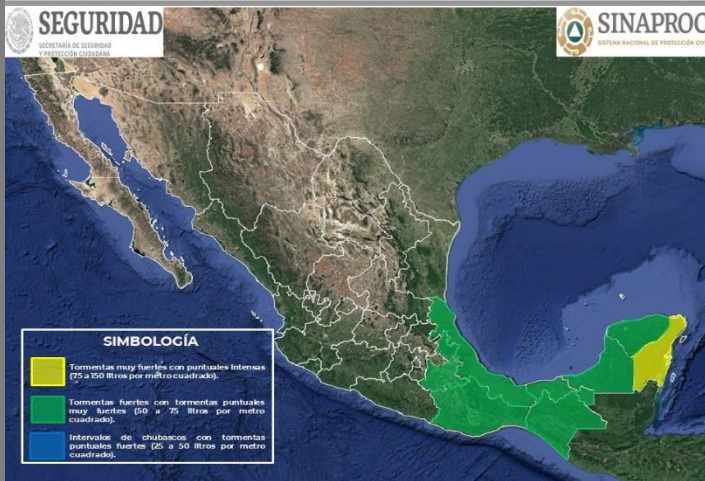 SEGURIDAD
SECRETARÍA DE SEGURIDAD
Y PROTECCIÓN CIUDADANA
SINAPROC
SISTEMA NACIONAL DE PROTECCIÓN CIV
SIMBOLOGÍA
Tormentas muy fuertes con puntuales Intensas
(75 a 150 litros por metro cuadrado).
Tormentas fuertes con tormentas puntuales
muy fuertes (50 a 75 litros por metro
cuadrado).
Intervalos de chubascos con tormentas
puntuales fuertes (25 a 50 litros por metro
cuadrado).